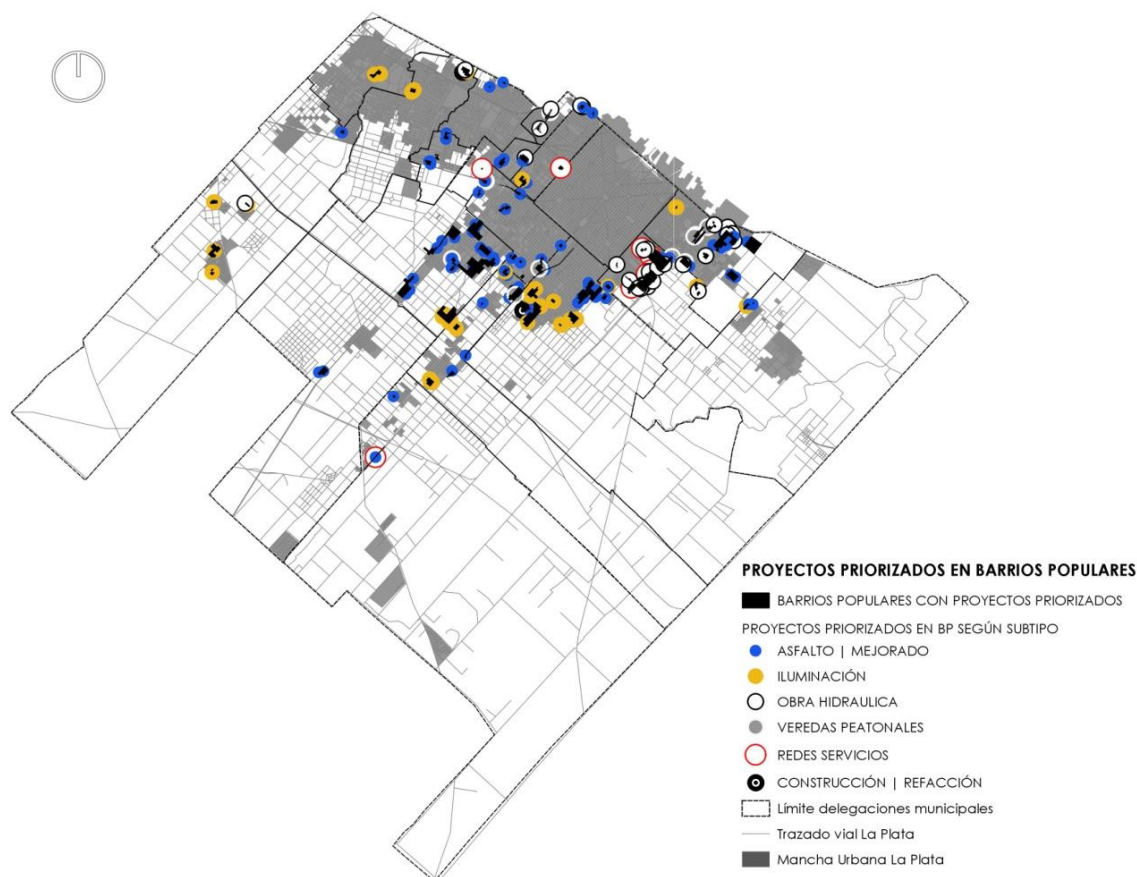 PROYECTOS PRIORIZADOS EN BARRIOS POPULARES
BARRIOS POPULARES CON PROYECTOS PRIORIZADOS
PROYECTOS PRIORIZADOS EN BP SEGÚN SUBTIPO
ASFALTO | MEJORADO
ILUMINACIÓN
OBRA HIDRAULICA
VEREDAS PEATONALES
REDES SERVICIOS
CONSTRUCCIÓN | REFACCIÓN
Límite delegaciones municipales
Trazado vial La Plata
Mancha Urbana La Plata